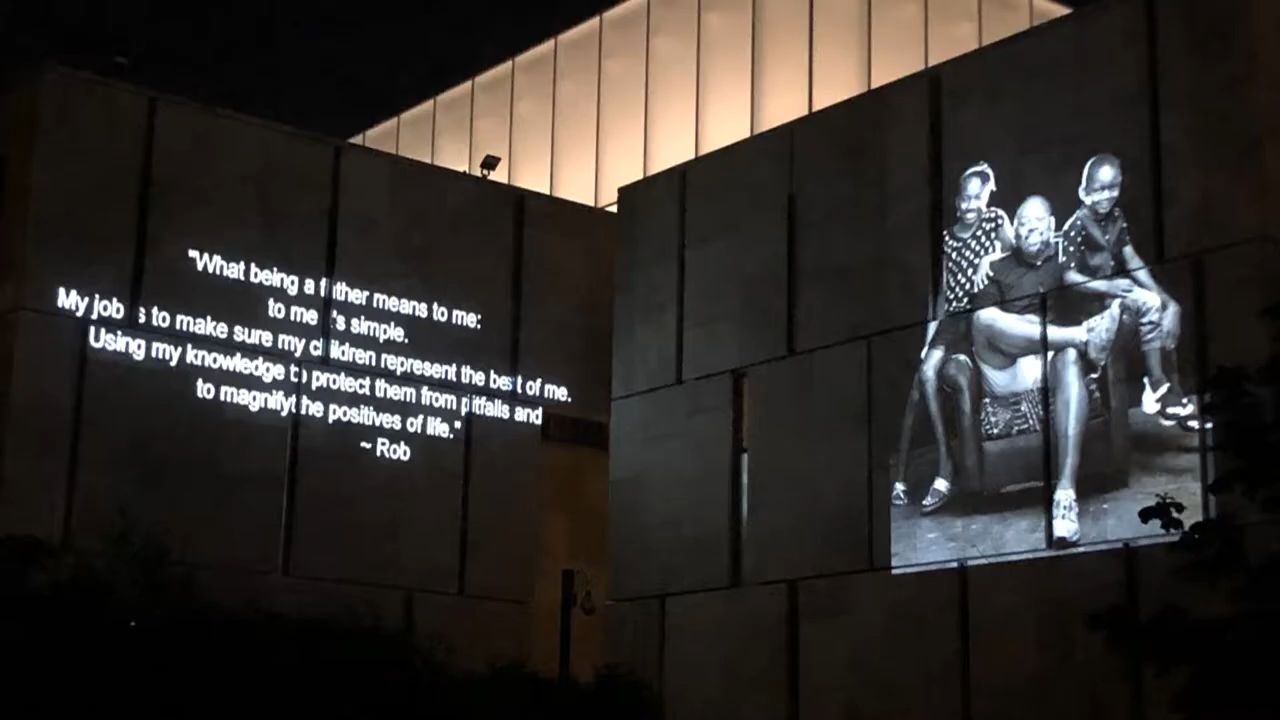 "What being a father means to me:
to me it's simple.
My job is to make sure my children represent the best of me.
Using my knowledge to protect them from pitfalls and
to magnify the positives of life."
~ Rob